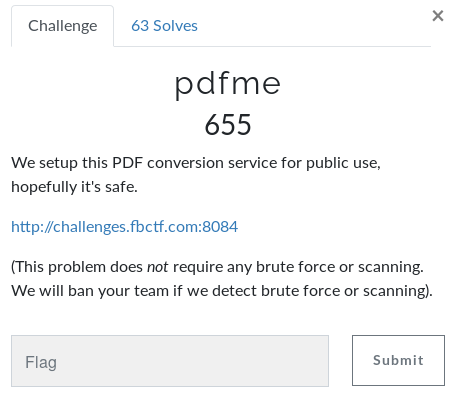 Challenge
63 Solves
×
pdfme
655
We setup this PDF conversion service for public use,
hopefully it's safe.
http://challenges.fbctf.com:8084
(This problem does not require any brute force or scanning.
We will ban your team if we detect brute force or scanning).
Flag
Submit